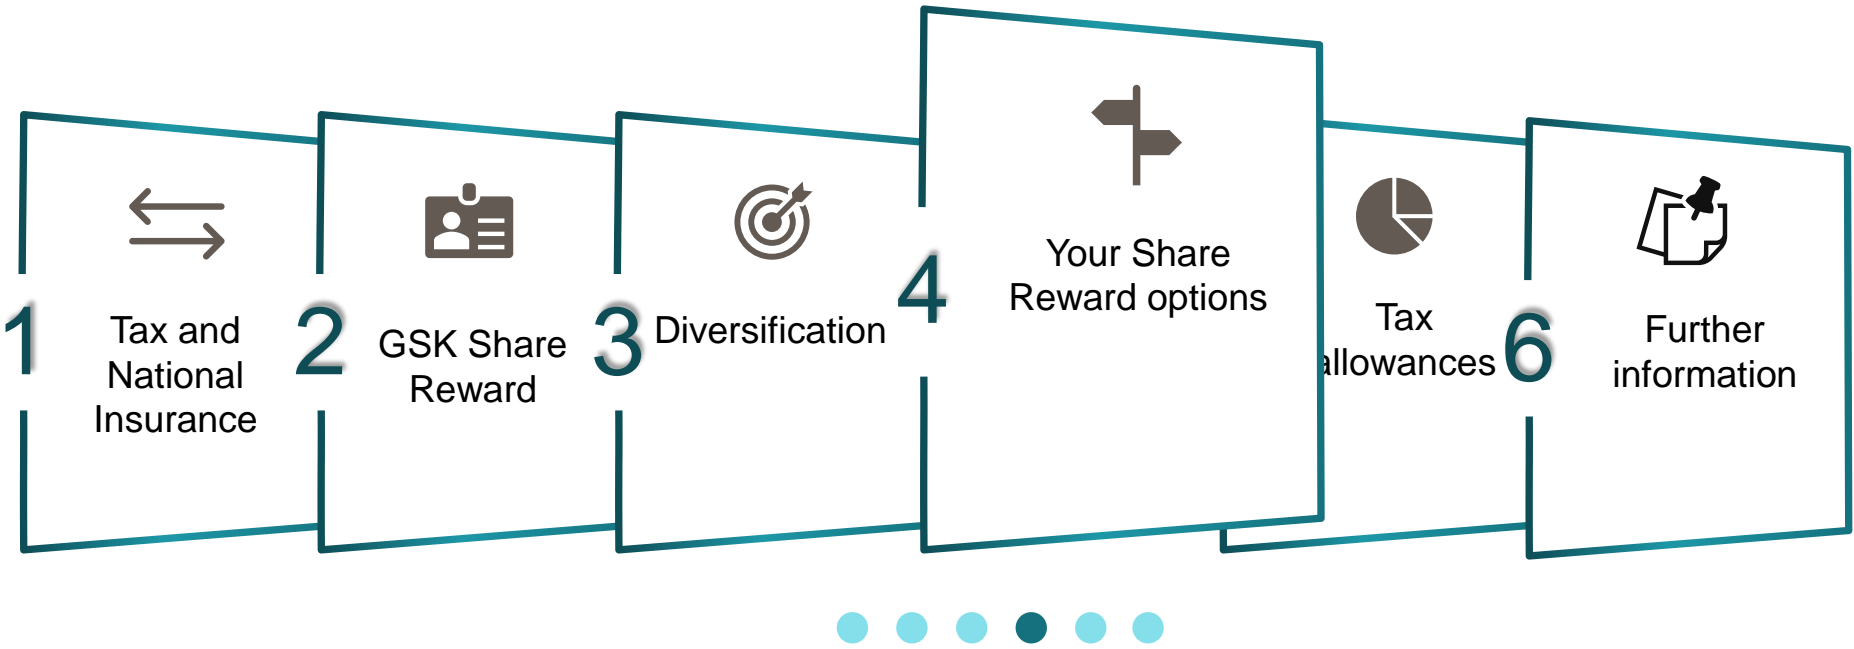 1
Tax and
National
Insurance
2
GSK Share
Reward
3
Diversification
4
Your Share
Reward options
Tax
allowances
6
Further
information